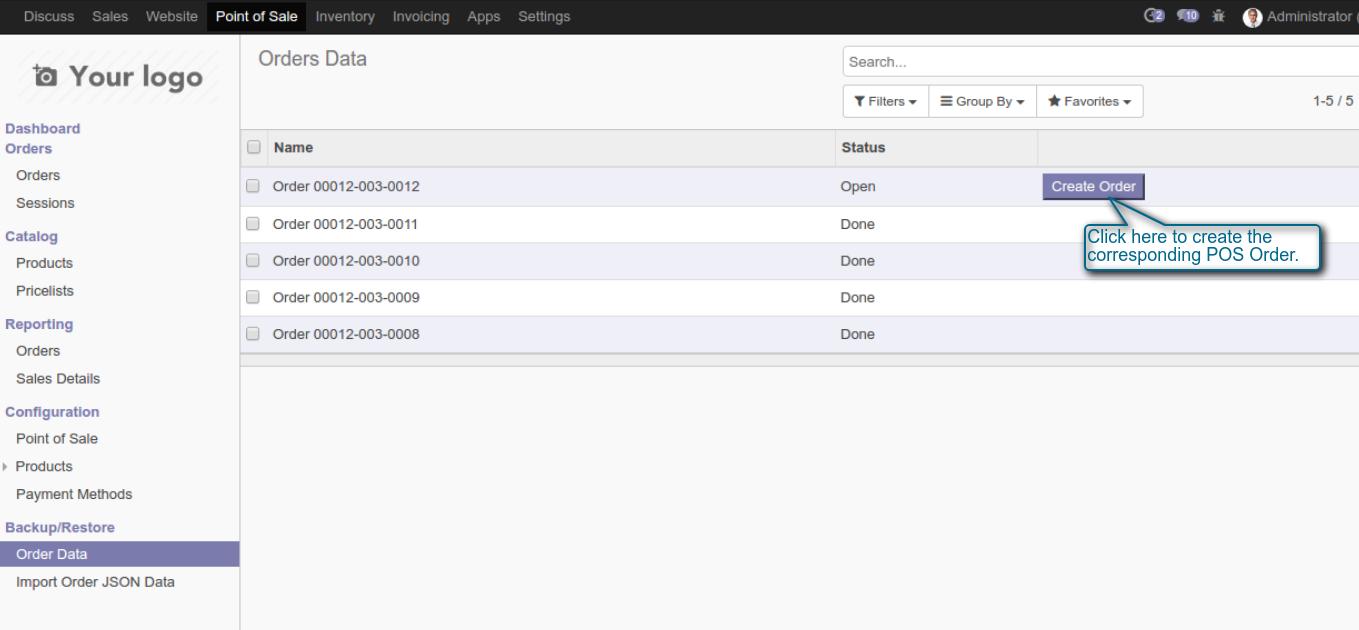 Discuss Sales Website Point of Sale Inventory Invoicing Apps Settings 2 10 Administrator
Your logo
Dashboard
Orders
Orders
Sessions
Catalog
Products
Pricelists
Reporting
Orders
Sales Details
Configuration
Point of Sale
Products
Payment Methods
Backup/Restore
Order Data
Import Order JSON Data
Orders Data
Search...
Filters Group By Favorites 1-5 / 5
Name Status
Order 00012-003-0012 Open Create Order
Order 00012-003-0011 Done
Click here to create the
corresponding POS Order.
Order 00012-003-0010 Done
Order 00012-003-0009 Done
Order 00012-003-0008 Done